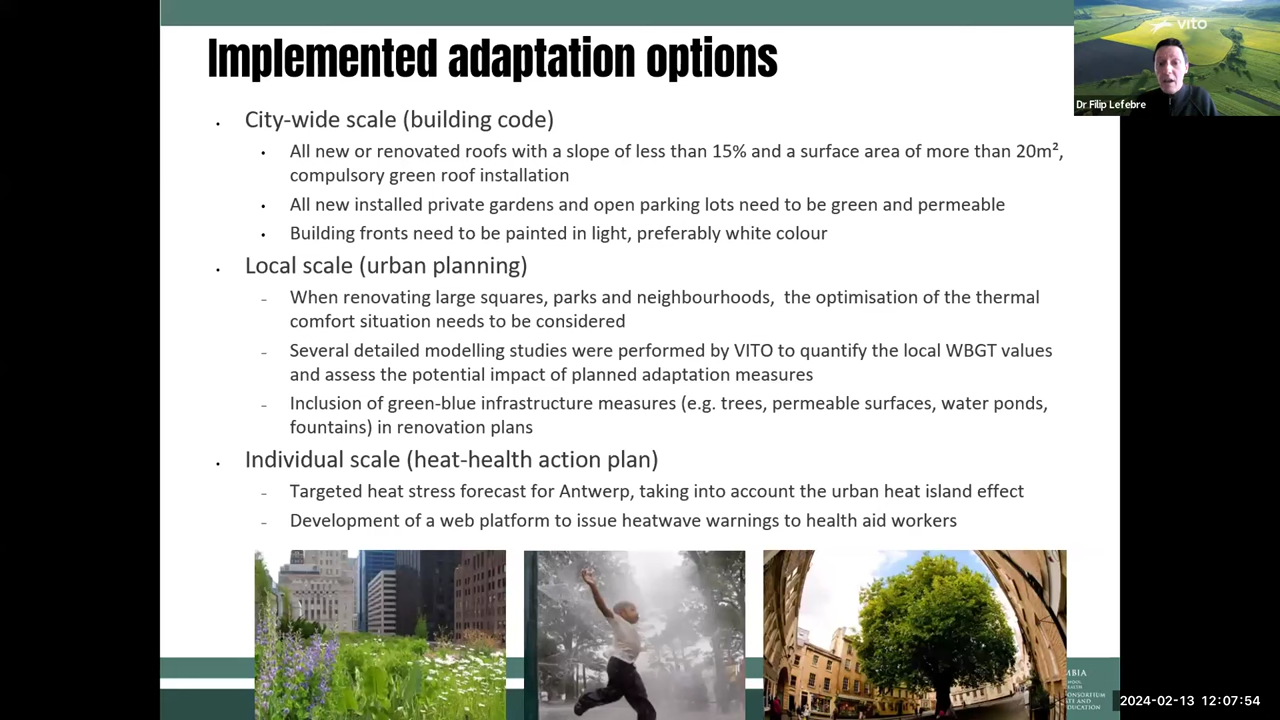 Implemented adaptation options
vito
Dr Filip Lefebre
City-wide scale (building code)
All new or renovated roofs with a slope of less than 15% and a surface area of more than 20m²,
compulsory green roof installation
All new installed private gardens and open parking lots need to be green and permeable
Building fronts need to be painted in light, preferably white colour
Local scale (urban planning)
When renovating large squares, parks and neighbourhoods,  the optimisation of the thermal
comfort situation needs to be considered
Several detailed modelling studies were performed by VITO to quantify the local WBGT values
and assess the potential impact of planned adaptation measures
Inclusion of green-blue infrastructure measures (e.g. trees, permeable surfaces, water ponds,
fountains) in renovation plans
Individual scale (heat-health action plan)
Targeted heat stress forecast for Antwerp, taking into account the urban heat island effect
Development of a web platform to issue heatwave warnings to health aid workers
MBIA
ONSORTIUM
EDUCATION
2024-02-13 12:07:54